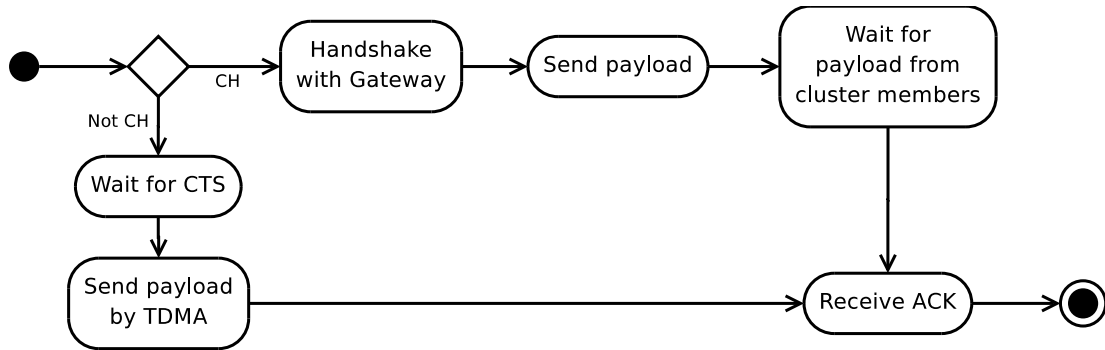 Handshake
with Gateway
Send payload
Wait for
payload from
cluster members
CH
Not CH
Wait for CTS
Send payload
by TDMA
Receive ACK